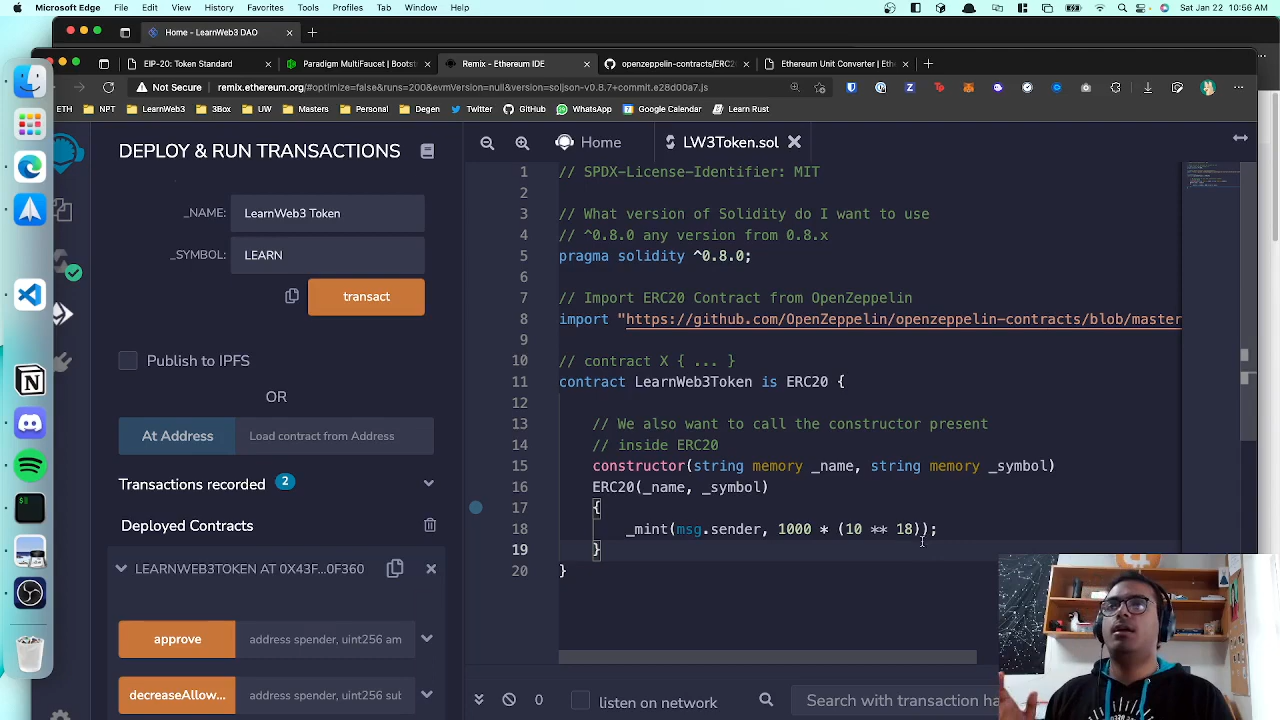 Microsoft Edge File Edit View History Favorites Tools Profiles Tab Window Help Sat Jan 22 10:56 AM
Home - LearnWeb3 DAO
EIP-20: Token Standard
Paradigm MultiFaucet | Bootst
Remix - Ethereum IDE
openzeppelin-contracts/ERC2
Ethereum Unit Converter | Ethe
Not Secure remix.ethereum.org/#optimize=false&runs=200&evmVersion=null&version=soljson-v0.8.7+commit.e28d00a7.js
ETH NPT LearnWeb3 3Box UW Masters Personal Degen Twitter GitHub WhatsApp Google Calendar Learn Rust
DEPLOY & RUN TRANSACTIONS
_NAME: LearnWeb3 Token
_SYMBOL: LEARN
transact
Publish to IPFS
OR
At Address Load contract from Address
Transactions recorded 2
Deployed Contracts
LEARNWEB3TOKEN AT 0X43F...0F360
approve address spender, uint256 am
decreaseAllow... address spender, uint256 sub
Home LW3Token.sol
1 // SPDX-License-Identifier: MIT
2
3 // What version of Solidity do I want to use
4 // ^0.8.0 any version from 0.8.x
5 pragma solidity ^0.8.0;
6
7 // Import ERC20 Contract from OpenZeppelin
8 import "https://github.com/OpenZeppelin/openzeppelin-contracts/blob/master
9
10 // contract X { ... }
11 contract LearnWeb3Token is ERC20 {
12
13 // We also want to call the constructor present
14 // inside ERC20
15 constructor(string memory _name, string memory _symbol)
16 ERC20(_name, _symbol)
17 {
18 _mint(msg.sender, 1000 * (10 ** 18));
19 }
20 }
0 listen on network Search with transaction ha